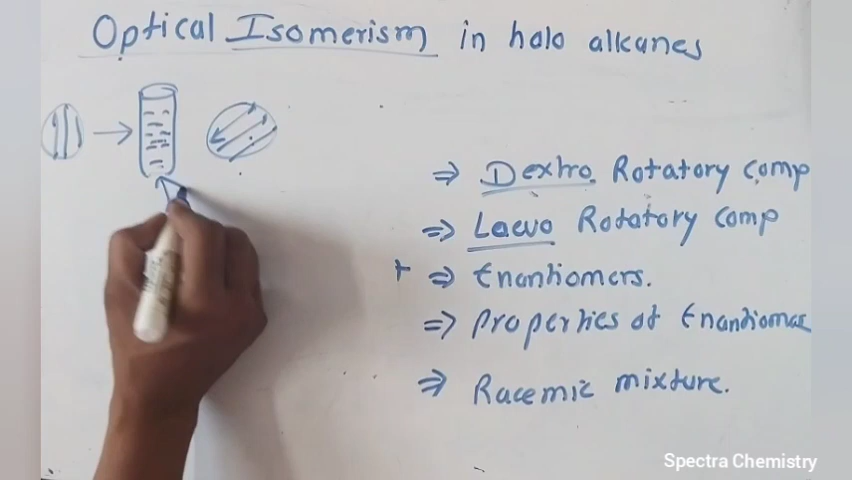 Optical Isomerism in halo alkanes
⇒ Dextro Rotatory comp
⇒ Laevo Rotatory comp
+ ⇒ Enantiomers.
⇒ Properties of Enantiomers
⇒ Racemic mixture.
Spectra Chemistry